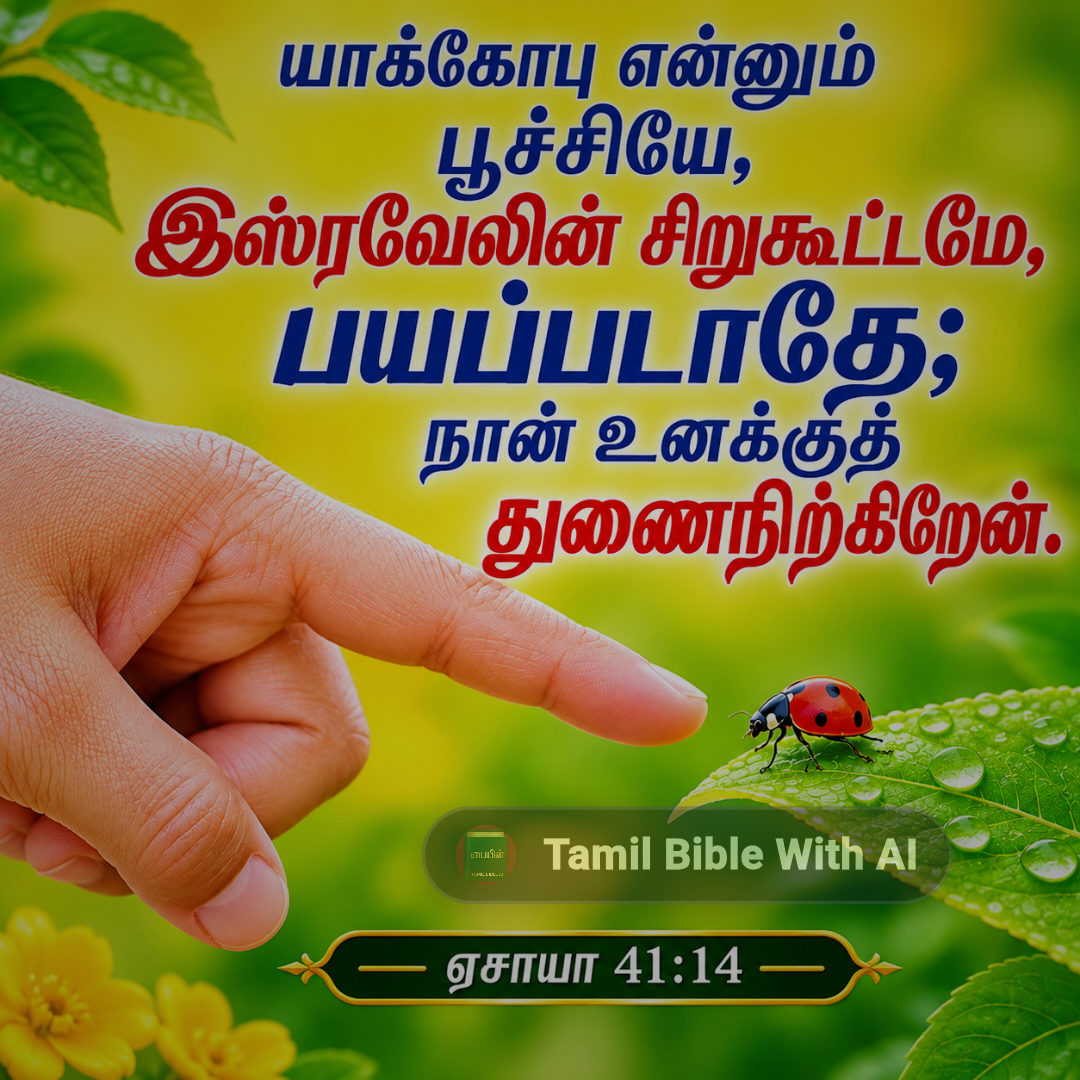 யாக்கோபு என்னும்
பூச்சியே,
இஸ்ரவேலின் சிறுகூட்டமே,
பயப்படாதே;
நான் உனக்குத்
துணைநிற்கிறேன்.
பைபிள்
Tamil Bible With AI
ஏசாயா 41:14